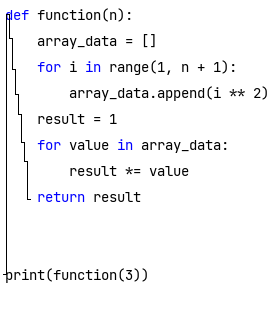 def function(n):
    array_data = []
    for i in range(1, n + 1):
        array_data.append(i ** 2)
    result = 1
    for value in array_data:
        result *= value
    return result
print(function(3))